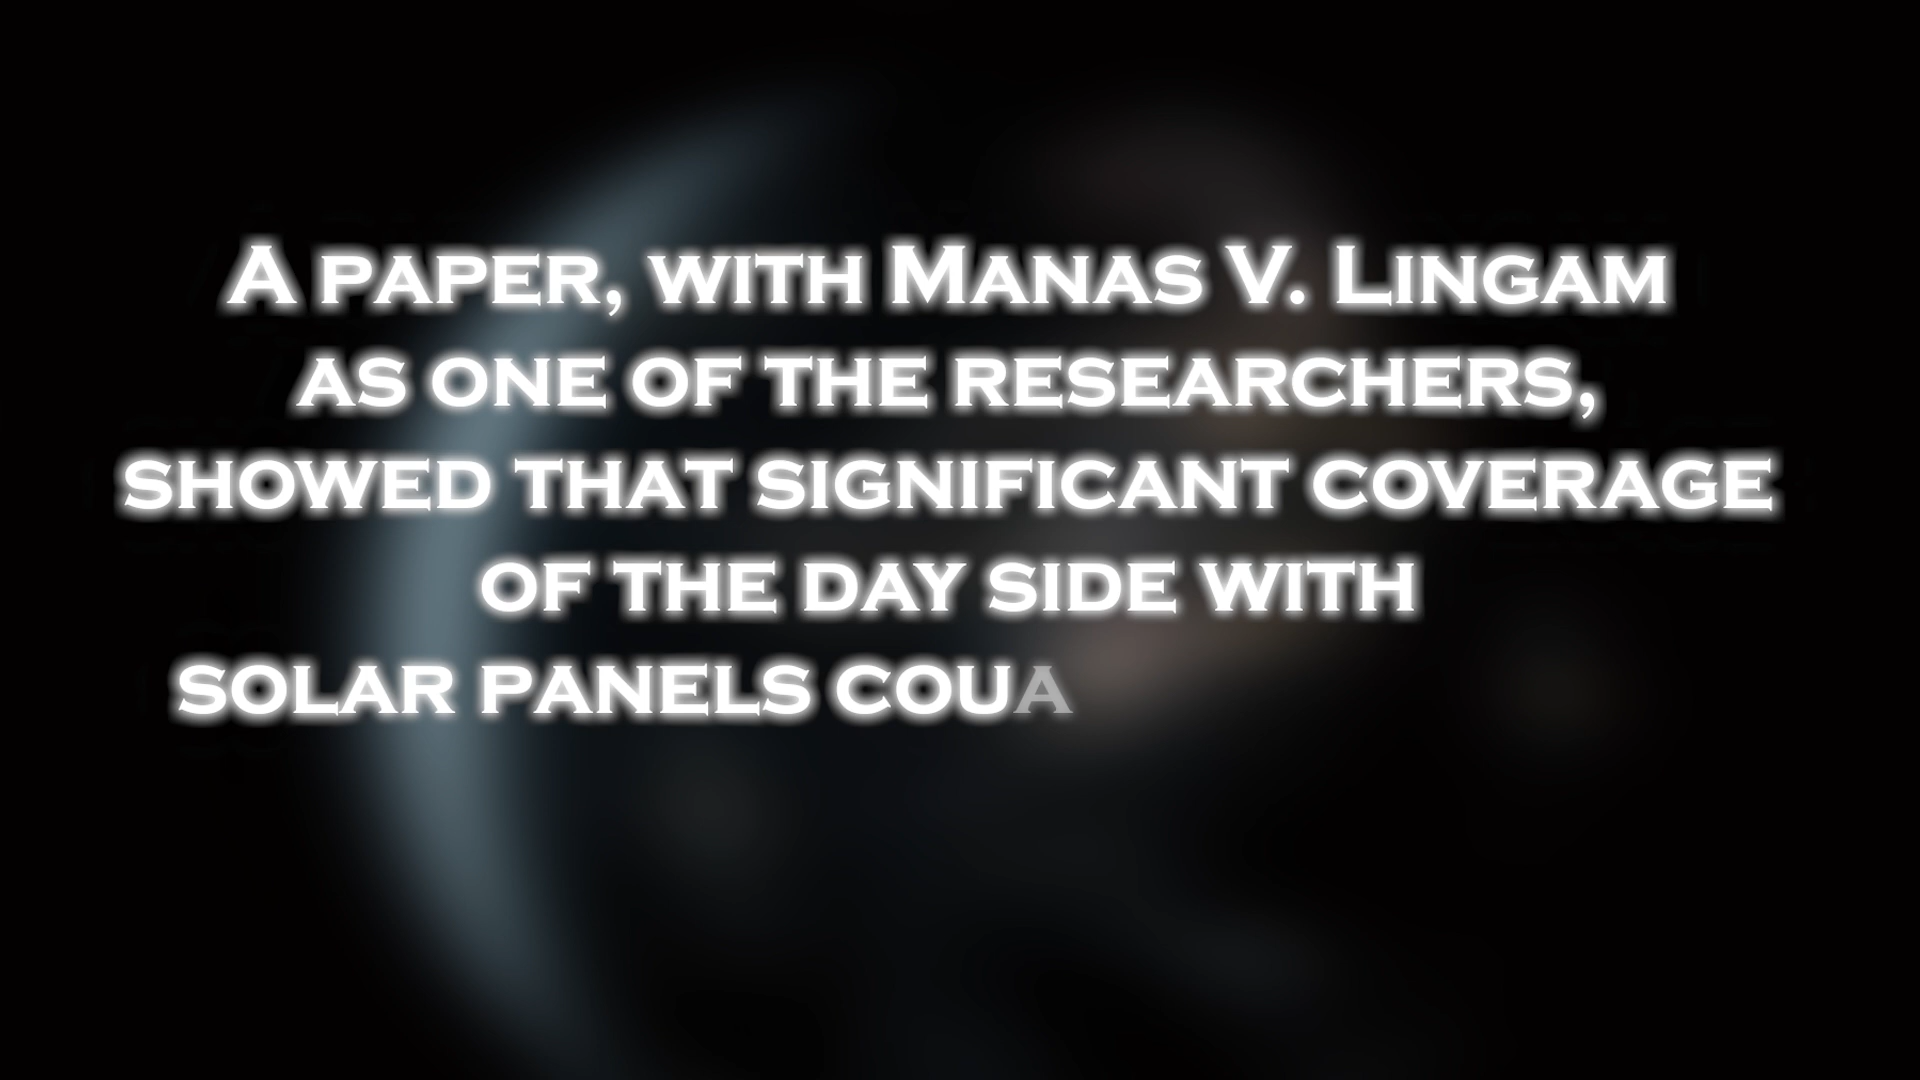 A PAPER, WITH MANAS V. LINGAM
AS ONE OF THE RESEARCHERS,
SHOWED THAT SIGNIFICANT COVERAGE
OF THE DAY SIDE WITH
SOLAR PANELS COUA